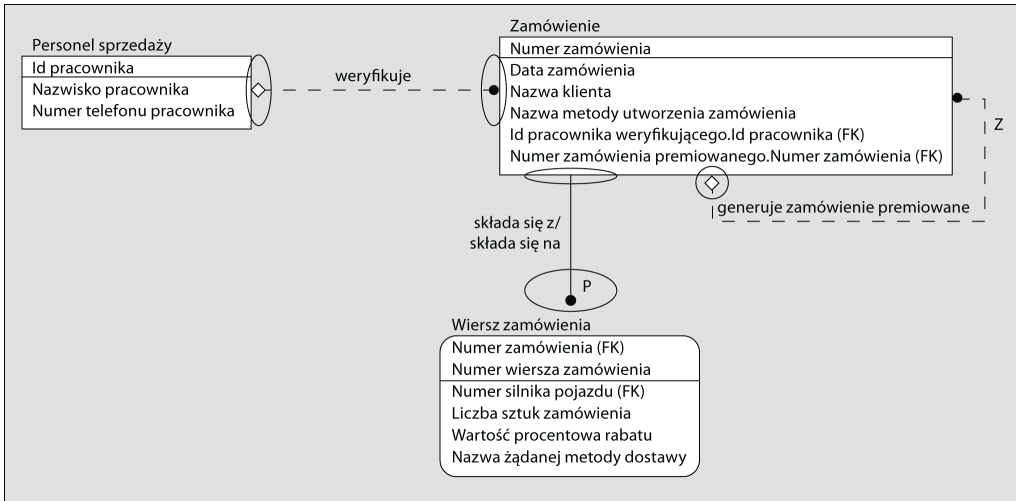 Zamówienie
Personel sprzedaży
Numer zamówienia
Id pracownika
Data zamówienia
Nazwisko pracownika
weryfikuje
Nazwa klienta
Numer telefonu pracownika
Nazwa metody utworzenia zamówienia
Z
Id pracownika weryfikującego.Id pracownika (FK)
Numer zamówienia premiowanego.Numer zamówienia (FK)
generuje zamówienie premiowane
składa się z/
składa się na
P
Wiersz zamówienia
Numer zamówienia (FK)
Numer wiersza zamówienia
Numer silnika pojazdu (FK)
Liczba sztuk zamówienia
Wartość procentowa rabatu
Nazwa żądanej metody dostawy